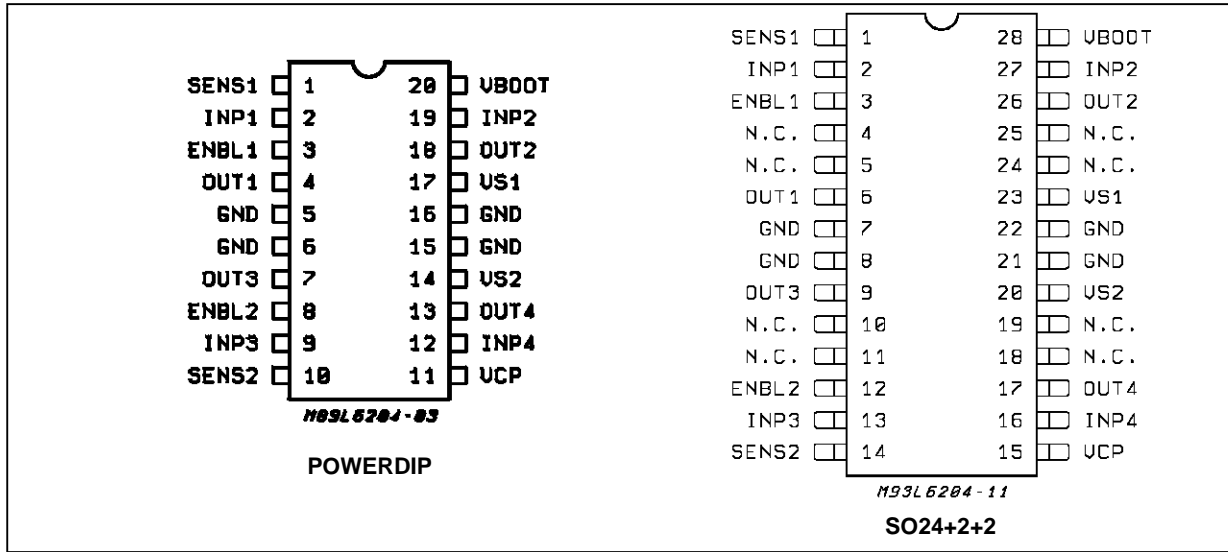 SENS1 1 20 VBOOT
INP1 2 19 INP2
ENBL1 3 18 OUT2
OUT1 4 17 VS1
GND 5 16 GND
GND 6 15 GND
OUT3 7 14 VS2
ENBL2 8 13 OUT4
INP3 9 12 INP4
SENS2 10 11 VCP
M89L6204-03
POWERDIP
SENS1 1 28 VBOOT
INP1 2 27 INP2
ENBL1 3 26 OUT2
N.C. 4 25 N.C.
N.C. 5 24 N.C.
OUT1 6 23 VS1
GND 7 22 GND
GND 8 21 GND
OUT3 9 20 VS2
N.C. 10 19 N.C.
N.C. 11 18 N.C.
ENBL2 12 17 OUT4
INP3 13 16 INP4
SENS2 14 15 VCP
M93L6204-11
SO24+2+2